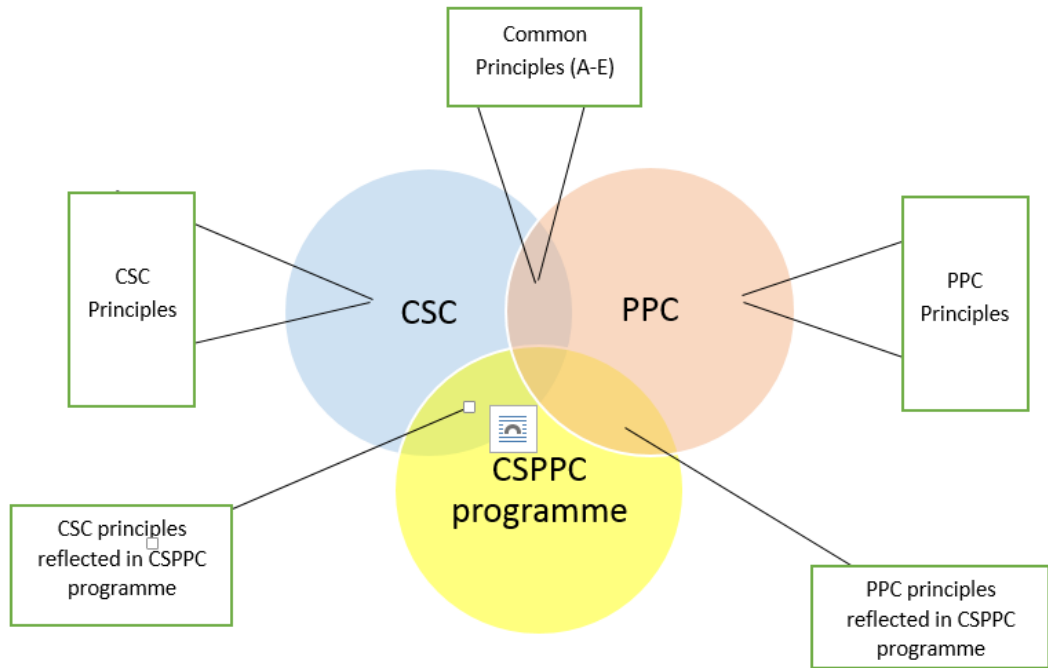 Common
Principles (A-E)
CSC
Principles
CSC
PPC
PPC
Principles
CSPPC
programme
CSC principles
reflected in CSPPC
programme
PPC principles
reflected in CSPPC
programme